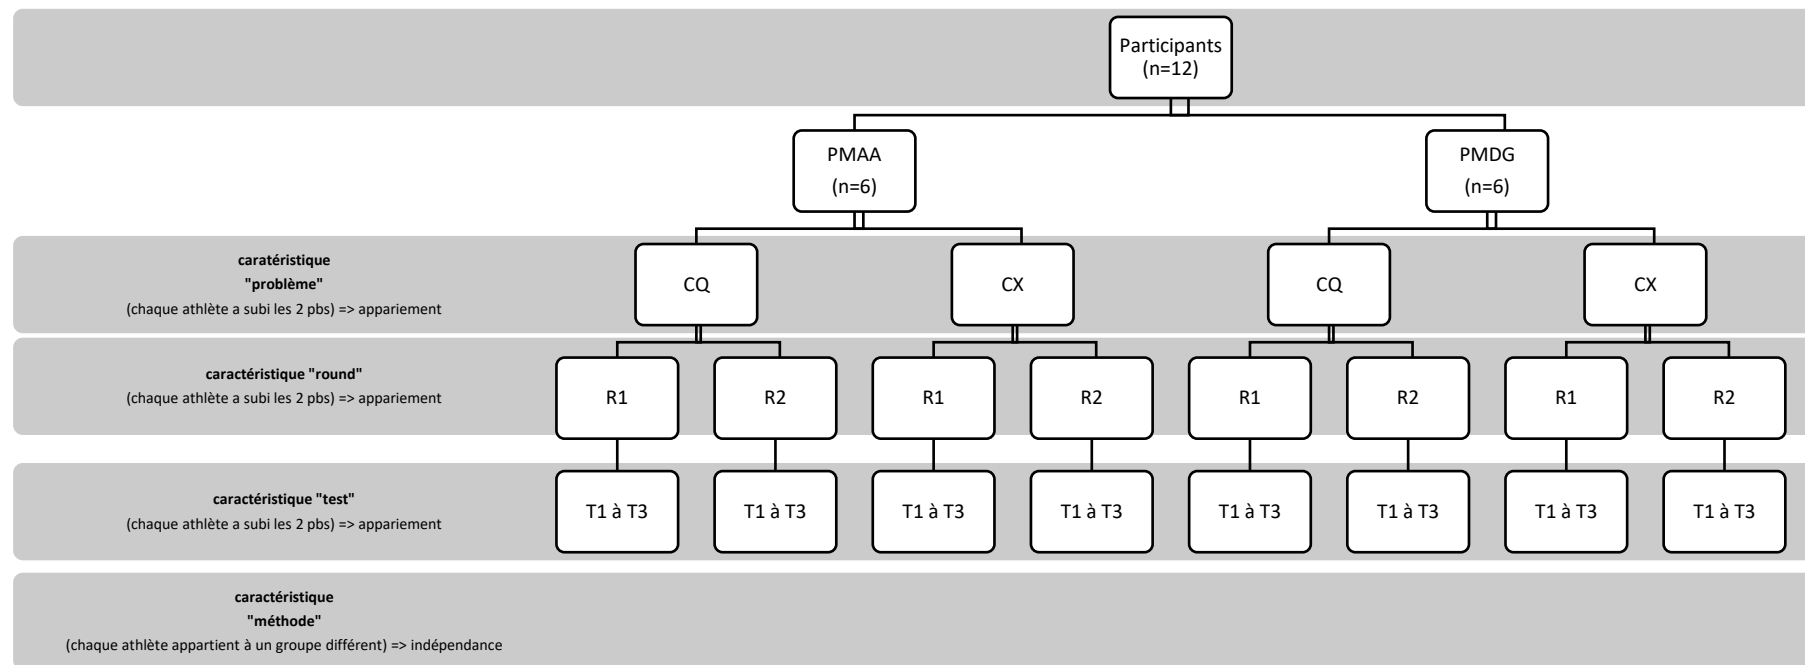 Participants
(n=12)
PMAA
(n=6)
PMDG
(n=6)
caratéristique
"problème"
(chaque athlète a subi les 2 pbs) => appariement
CQ
CX
CQ
CX
caractéristique "round"
(chaque athlète a subi les 2 pbs) => appariement
R1
R2
R1
R2
R1
R2
R1
R2
caractéristique "test"
(chaque athlète a subi les 2 pbs) => appariement
T1 à T3
T1 à T3
T1 à T3
T1 à T3
T1 à T3
T1 à T3
T1 à T3
T1 à T3
caractéristique
"méthode"
(chaque athlète appartient à un groupe différent) => indépendance